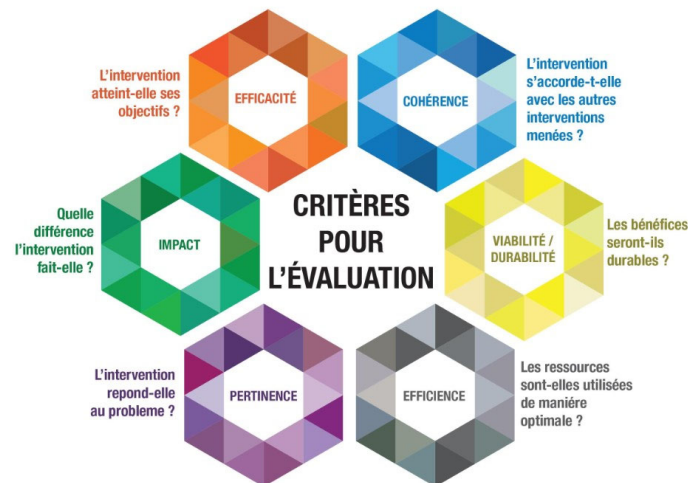 L'intervention
atteint-elle ses
objectifs ?
EFFICACITÉ
COHÉRENCE
L'intervention
s'accorde-t-elle
avec les autres
interventions
menées ?
Quelle
différence
l'intervention
fait-elle ?
IMPACT
CRITÈRES
POUR
L'ÉVALUATION
VIABILITÉ /
DURABILITÉ
Les bénéfices
seront-ils
durables ?
L'intervention
repond-elle
au probleme ?
PERTINENCE
EFFICIENCE
Les ressources
sont-elles utilisées
de maniére
optimale ?